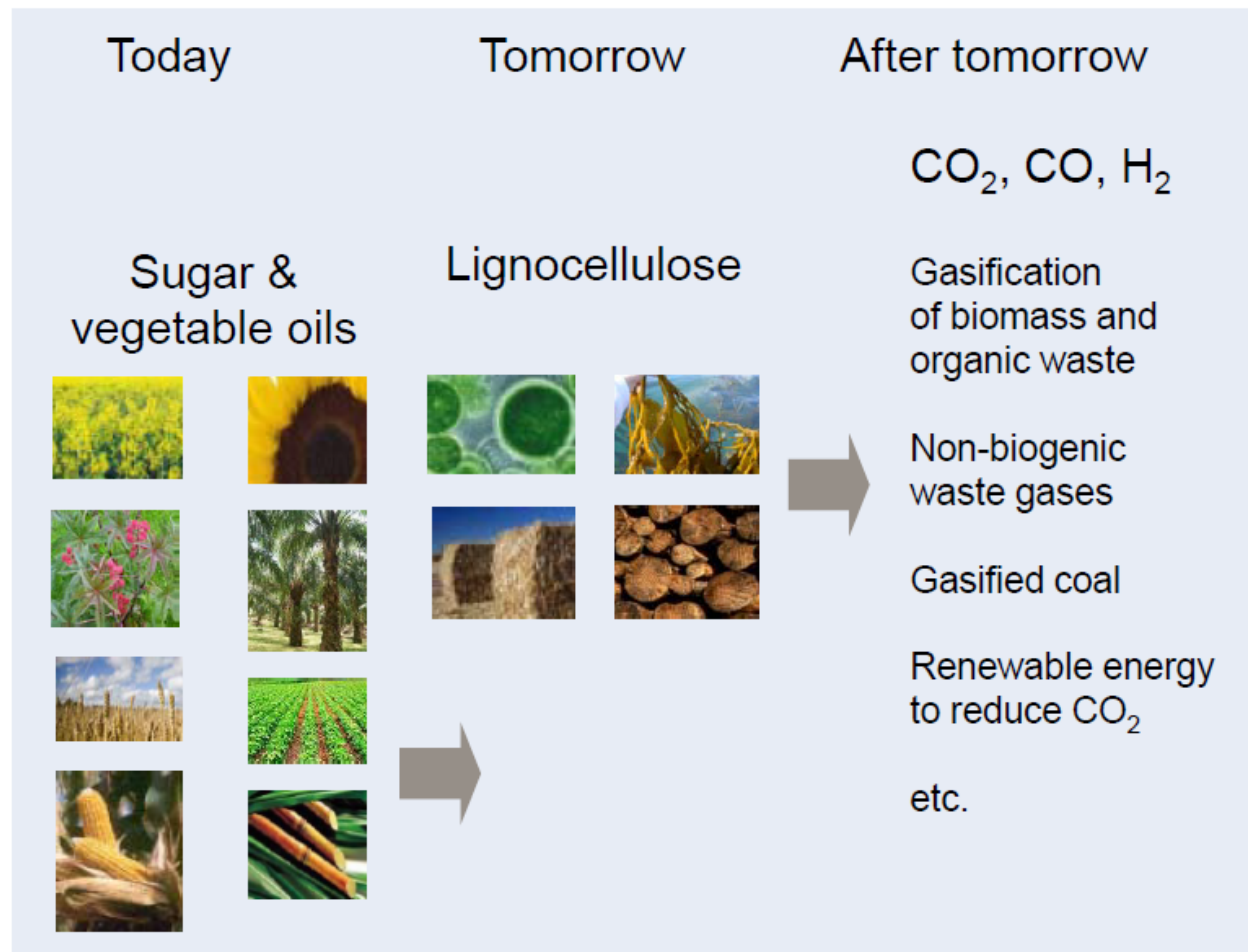 Today
Tomorrow
After tomorrow
Sugar &
vegetable oils
Lignocellulose
CO₂, CO, H₂
Gasification
of biomass and
organic waste
Non-biogenic
waste gases
Gasified coal
Renewable energy
to reduce CO₂
etc.